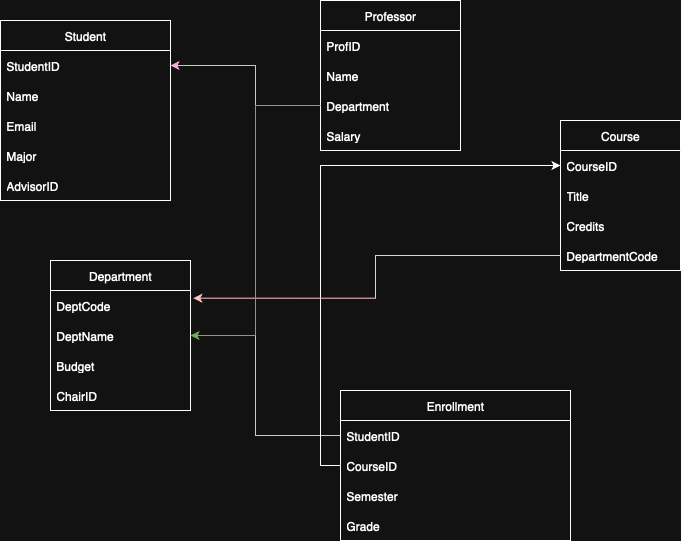 Student
StudentID
Name
Email
Major
AdvisorID
Professor
ProfID
Name
Department
Salary
Course
CourseID
Title
Credits
DepartmentCode
Department
DeptCode
DeptName
Budget
ChairID
Enrollment
StudentID
CourseID
Semester
Grade